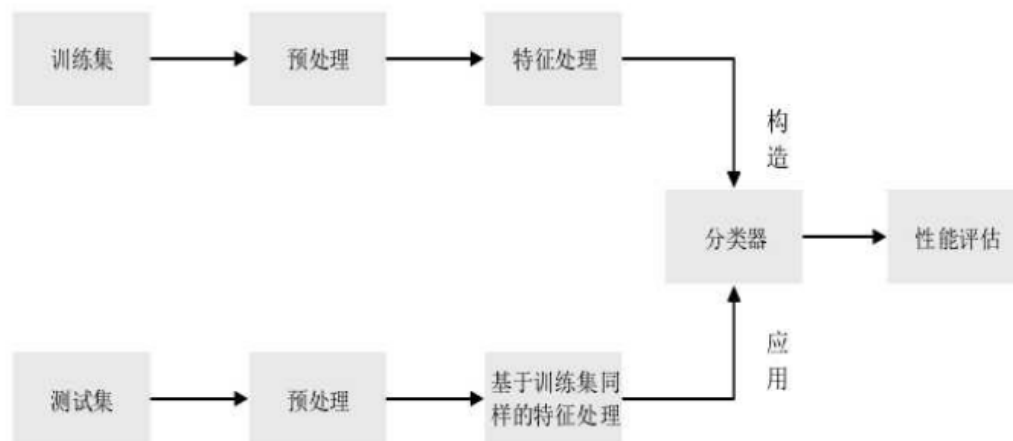 训练集
预处理
特征处理
构
造
分类器
性能评估
应
用
测试集
预处理
基于训练集同
样的特征处理